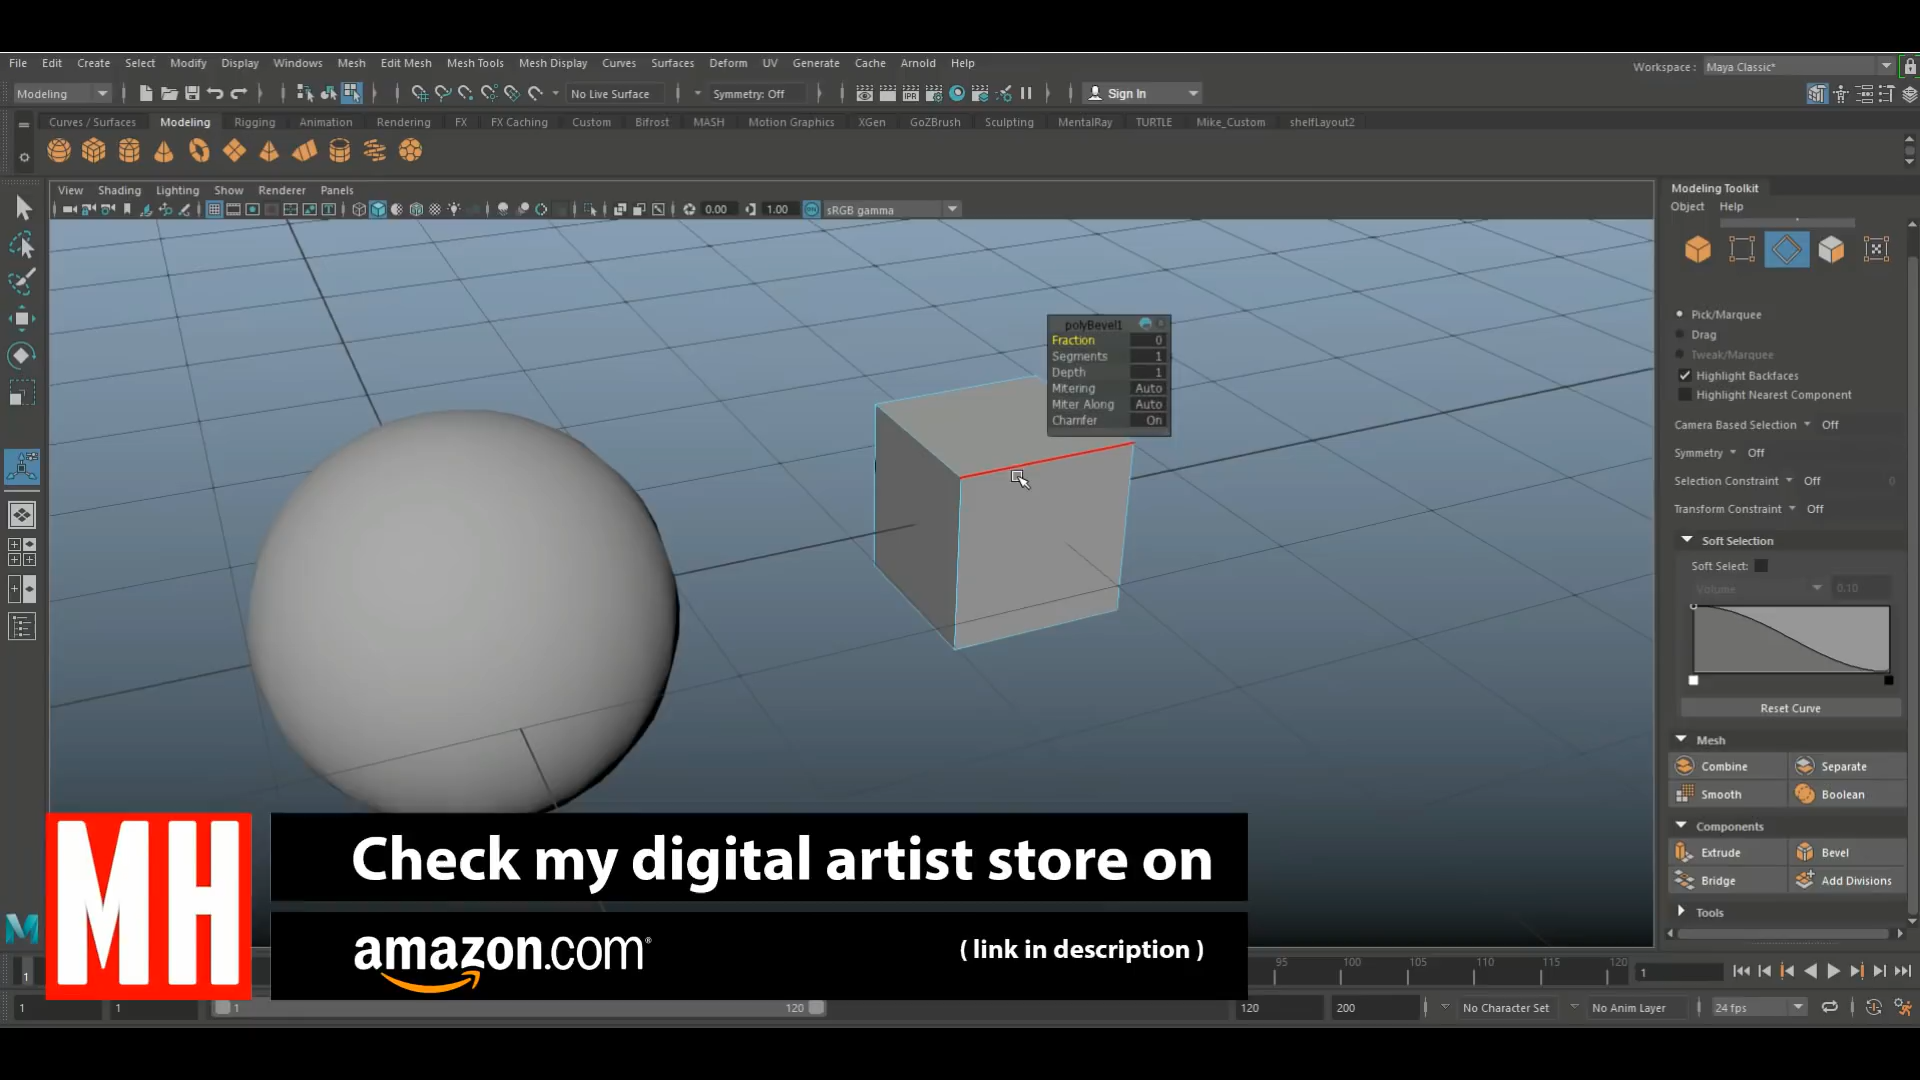 File Edit Create Select Modify Display Windows Mesh Edit Mesh Mesh Tools Mesh Display Curves Surfaces Deform UV Generate Cache Arnold Help
Workspace : Maya Classic*
Modeling No Live Surface Symmetry: Off Sign In
Curves / Surfaces Modeling Rigging Animation Rendering FX FX Caching Custom Bifrost MASH Motion Graphics XGen GoZBrush Sculpting MentalRay TURTLE Mike_Custom shelfLayout2
View Shading Lighting Show Renderer Panels
0.00 1.00 sRGB gamma
polyBevel1
Fraction 0
Segments 1
Depth 1
Mitering Auto
Miter Along Auto
Chamfer On
Modeling Toolkit
Object Help
Pick/Marquee
Drag
Tweak/Marquee
Highlight Backfaces
Highlight Nearest Component
Camera Based Selection Off
Symmetry Off
Selection Constraint Off 0
Transform Constraint Off
Soft Selection
Soft Select:
Volume 0.10
Reset Curve
Mesh
Combine Separate
Smooth Boolean
Components
Extrude Bevel
Bridge Add Divisions
Tools
MH
Check my digital artist store on
amazon.com®
( link in description )
1 95 100 105 110 115 120 1
1 1 1 120 120 200 No Character Set No Anim Layer 24 fps